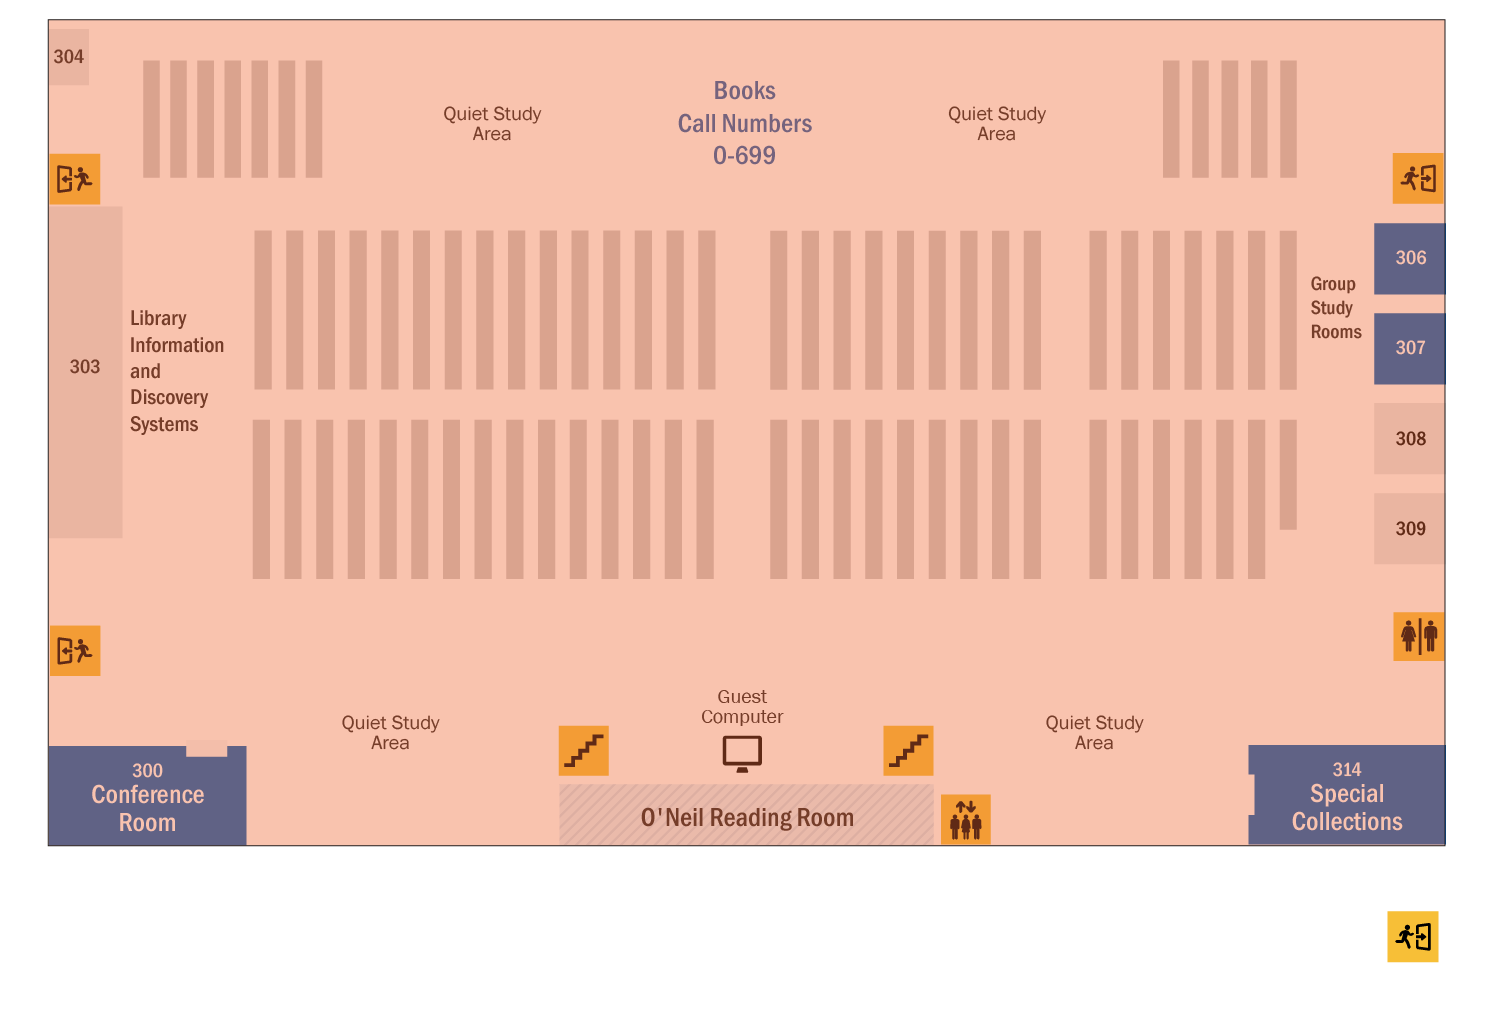 304
Quiet Study
Area
Books
Call Numbers
0-699
Quiet Study
Area
303
Library
Information
and
Discovery
Systems
Group
Study
Rooms
306
307
308
309
Quiet Study
Area
Guest
Computer
Quiet Study
Area
300
Conference
Room
O'Neil Reading Room
314
Special
Collections